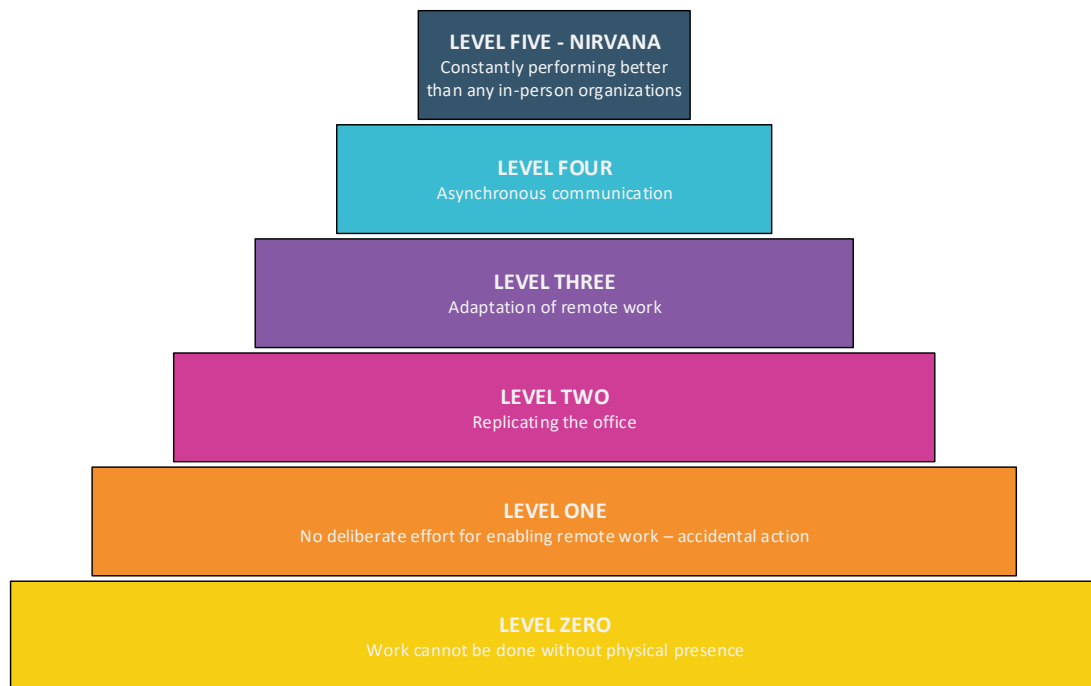 LEVEL FIVE - NIRVANA
Constantly performing better
than any in-person organizations
LEVEL FOUR
Asynchronous communication
LEVEL THREE
Adaptation of remote work
LEVEL TWO
Replicating the office
LEVEL ONE
No deliberate effort for enabling remote work – accidental action
LEVEL ZERO
Work cannot be done without physical presence